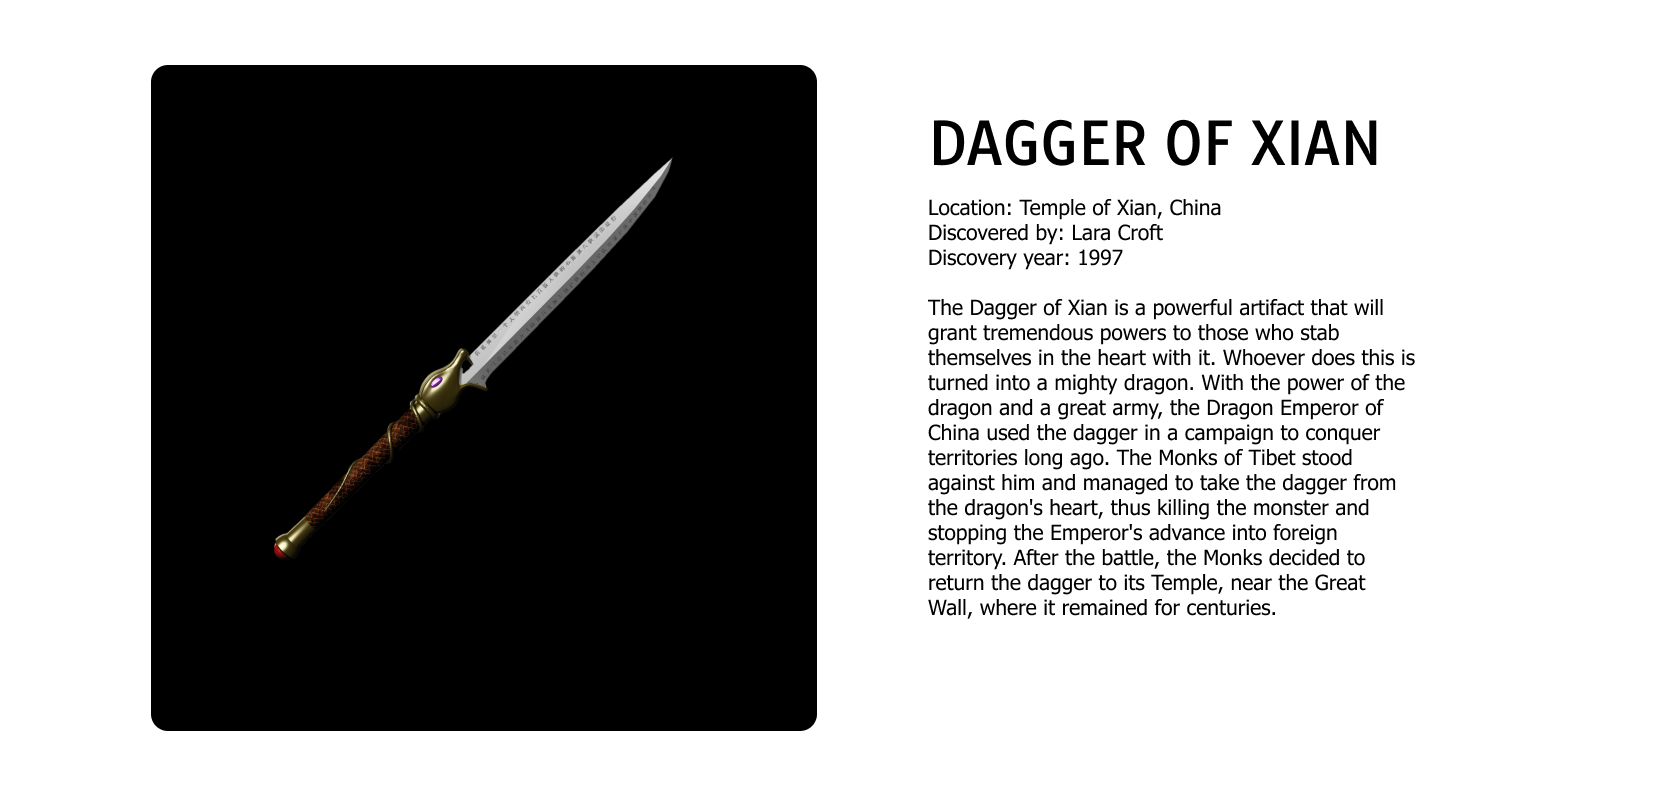 DAGGER OF XIAN
Location: Temple of Xian, China
Discovered by: Lara Croft
Discovery year: 1997
The Dagger of Xian is a powerful artifact that will
grant tremendous powers to those who stab
themselves in the heart with it. Whoever does this is
turned into a mighty dragon. With the power of the
dragon and a great army, the Dragon Emperor of
China used the dagger in a campaign to conquer
territories long ago. The Monks of Tibet stood
against him and managed to take the dagger from
the dragon's heart, thus killing the monster and
stopping the Emperor's advance into foreign
territory. After the battle, the Monks decided to
return the dagger to its Temple, near the Great
Wall, where it remained for centuries.